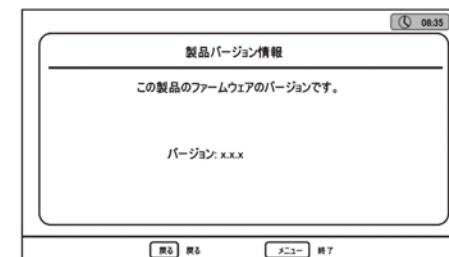 08:35
製品バージョン情報
この製品のファームウェアのバージョンです。
バージョン: x.x.x
戻る 戻る メニュー 終了